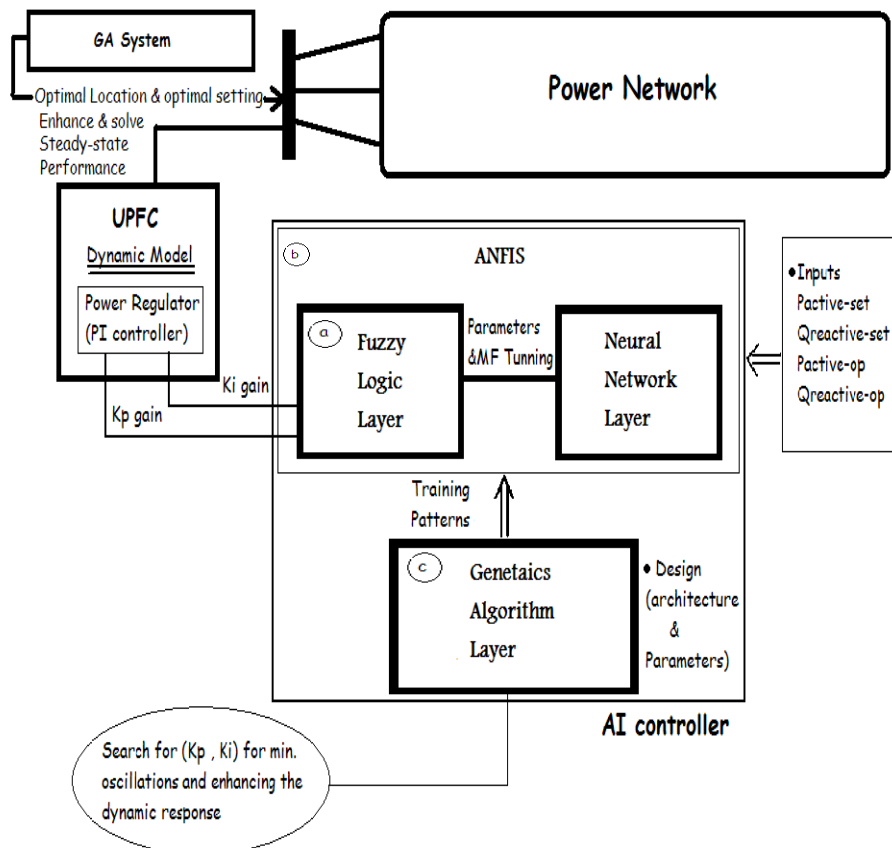 GA System
Optimal Location & optimal setting
Enhance & solve
Steady-state
Performance
Power Network
UPFC
Dynamic Model
Power Regulator
(PI controller)
Ki gain
Kp gain
b
ANFIS
a
Fuzzy
Logic
Layer
Parameters
&MF Tunning
Neural
Network
Layer
●Inputs
Pactive-set
Qreactive-set
Pactive-op
Qreactive-op
Training
Patterns
c
Genetaics
Algorithm
Layer
● Design
(architecture
&
Parameters)
AI controller
Search for (Kp , Ki) for min.
oscillations and enhancing the
dynamic response